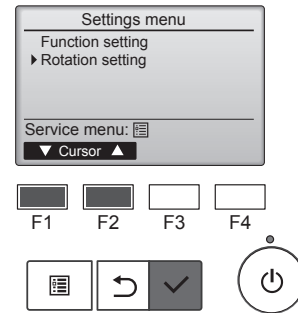 Settings menu
Function setting
Rotation setting
Service menu:
▼ Cursor ▲
F1 F2 F3 F4